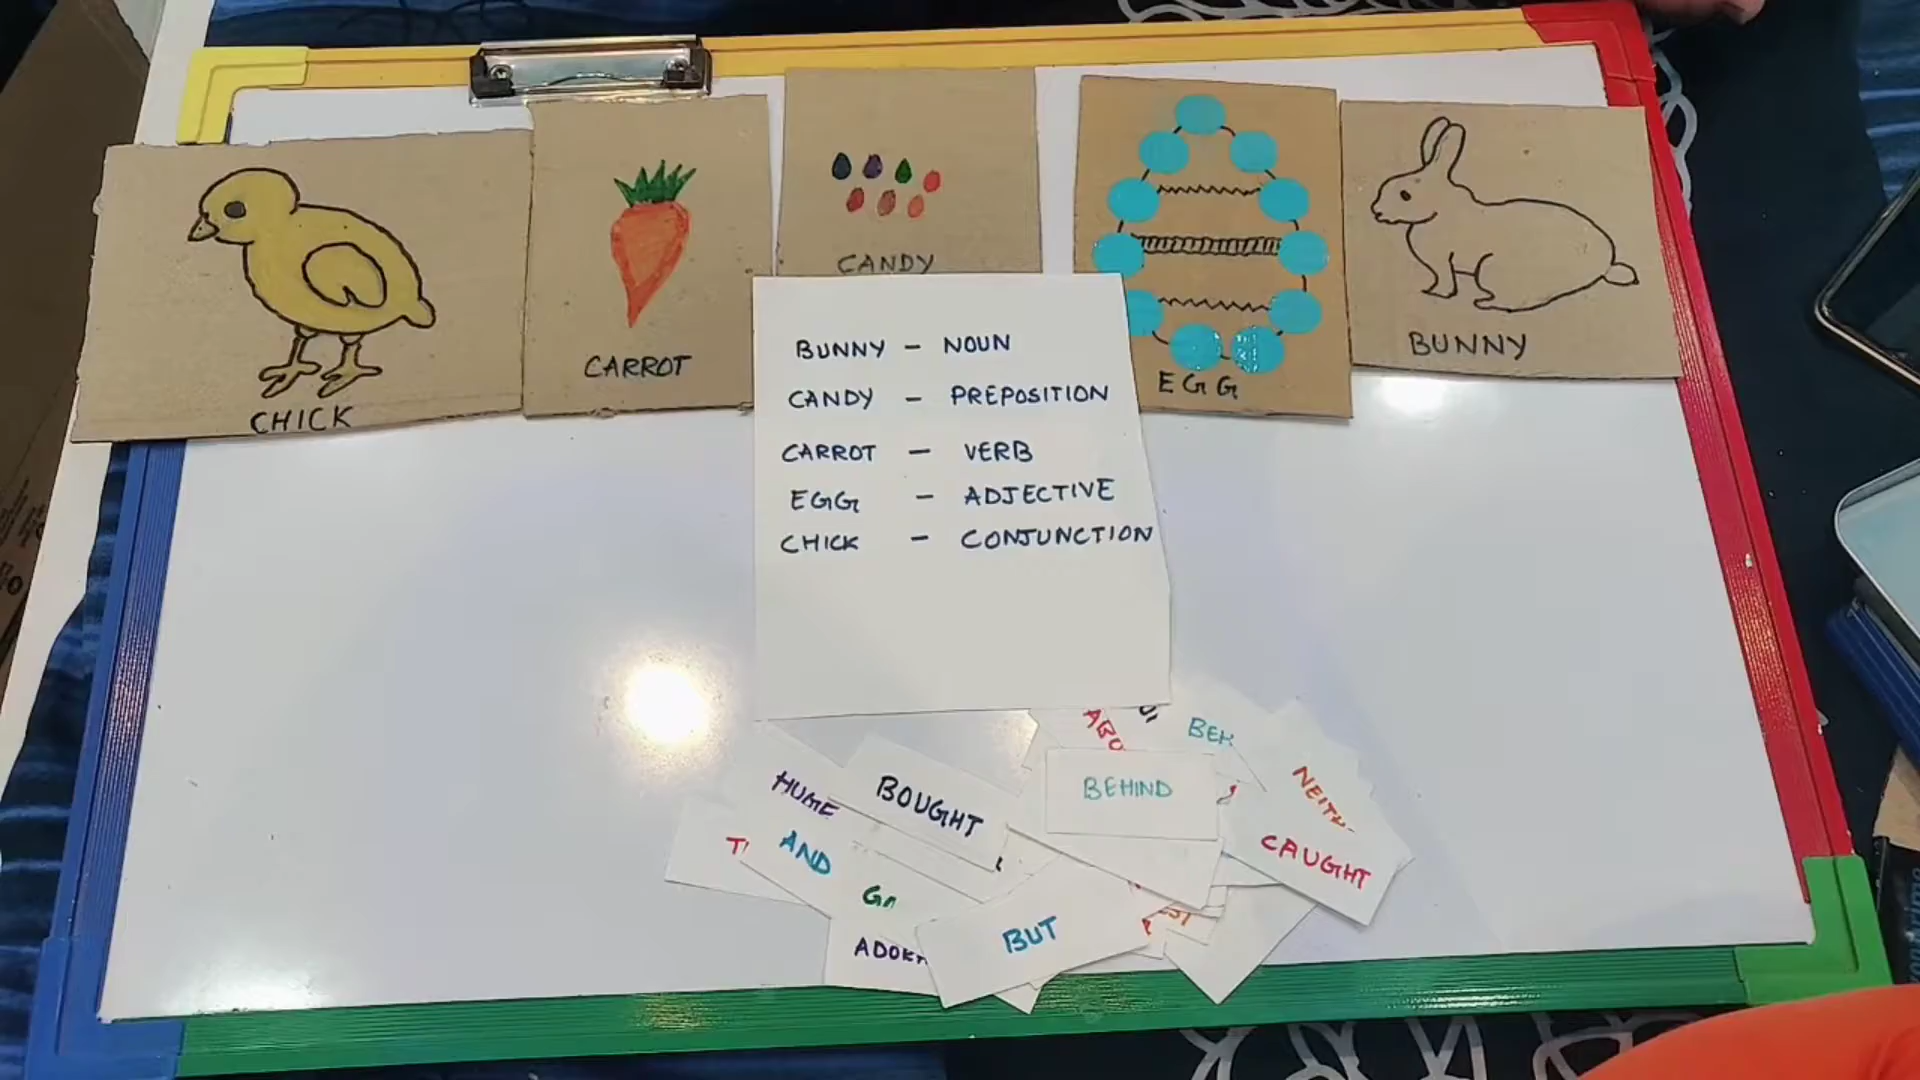 CHICK
CARROT
CANDY
EGG
BUNNY
BUNNY - NOUN
CANDY - PREPOSITION
CARROT - VERB
EGG - ADJECTIVE
CHICK - CONJUNCTION
HUGE
BOUGHT
BEHIND
AND
CAUGHT
BUT